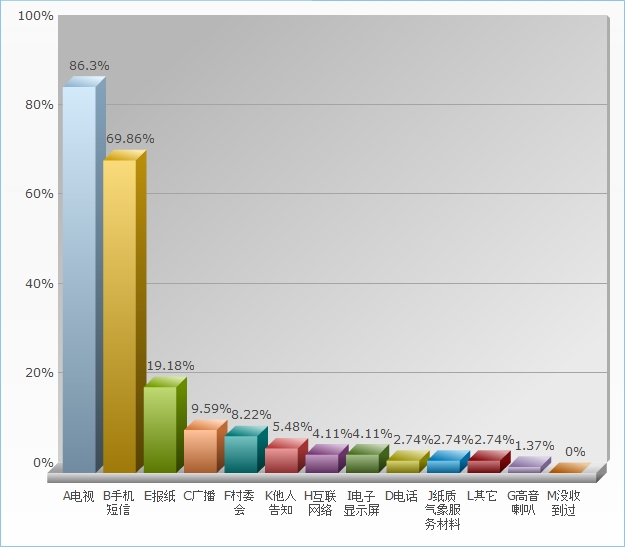 100%
86.3%
80%
69.86%
60%
40%
20%
19.18%
9.59%
8.22%
5.48%
4.11%
4.11%
2.74%
2.74%
2.74%
1.37%
0%
0%
A电视
B手机
短信
E报纸
C广播
F村委
会
K他人
告知
H互联
网络
I电子
显示屏
D电话
J纸质
气象服
务材料
L其它
G高音
喇叭
M没收
到过